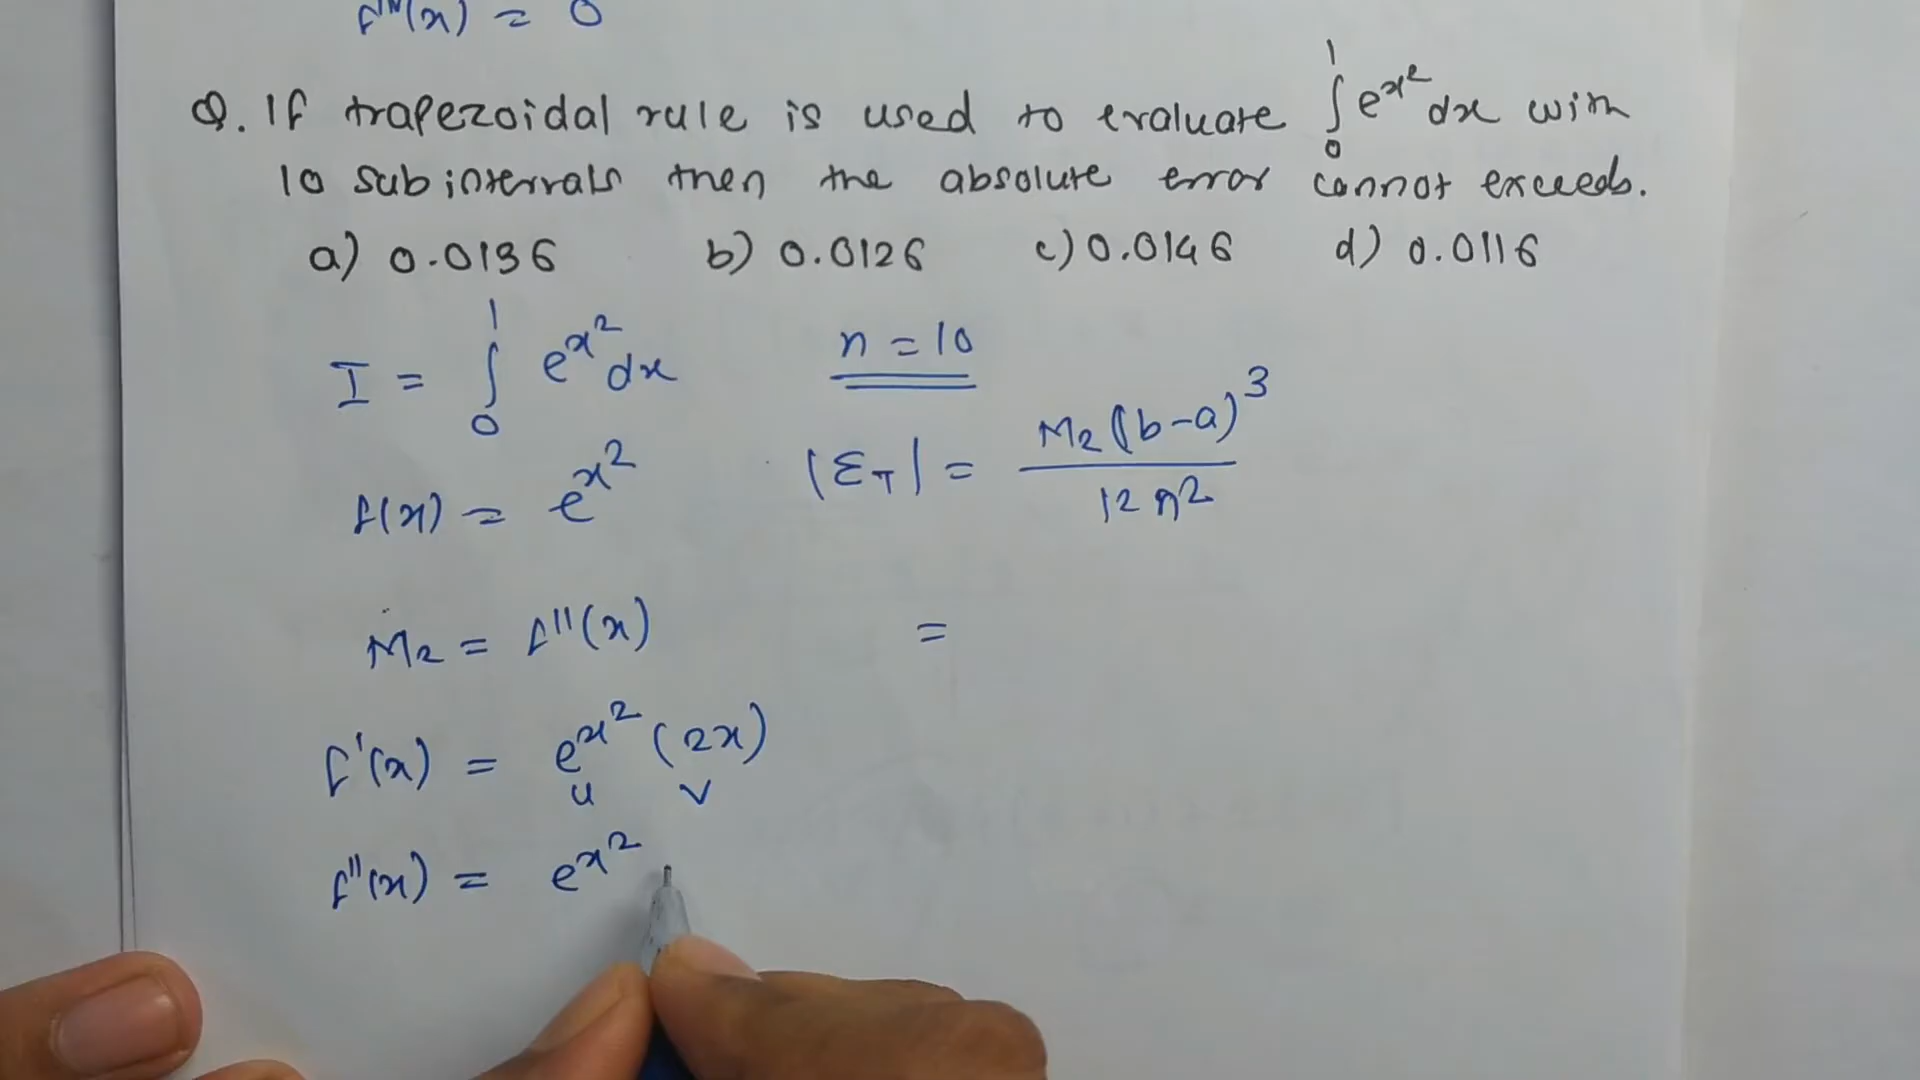 f'''(x) = 0
Q. If trapezoidal rule is used to evaluate ∫₀¹ e^{x²} dx with
10 subintervals then the absolute error cannot exceeds.
a) 0.0136 b) 0.0126 c) 0.0146 d) 0.0116
I = ∫₀¹ e^{x²} dx n = 10
f(x) = e^{x²} |ε_T| = M₂(b-a)³ / 12n²
M₂ = f''(x) =
f'(x) = e^{x²} (2x)
u v
f''(x) = e^{x²}